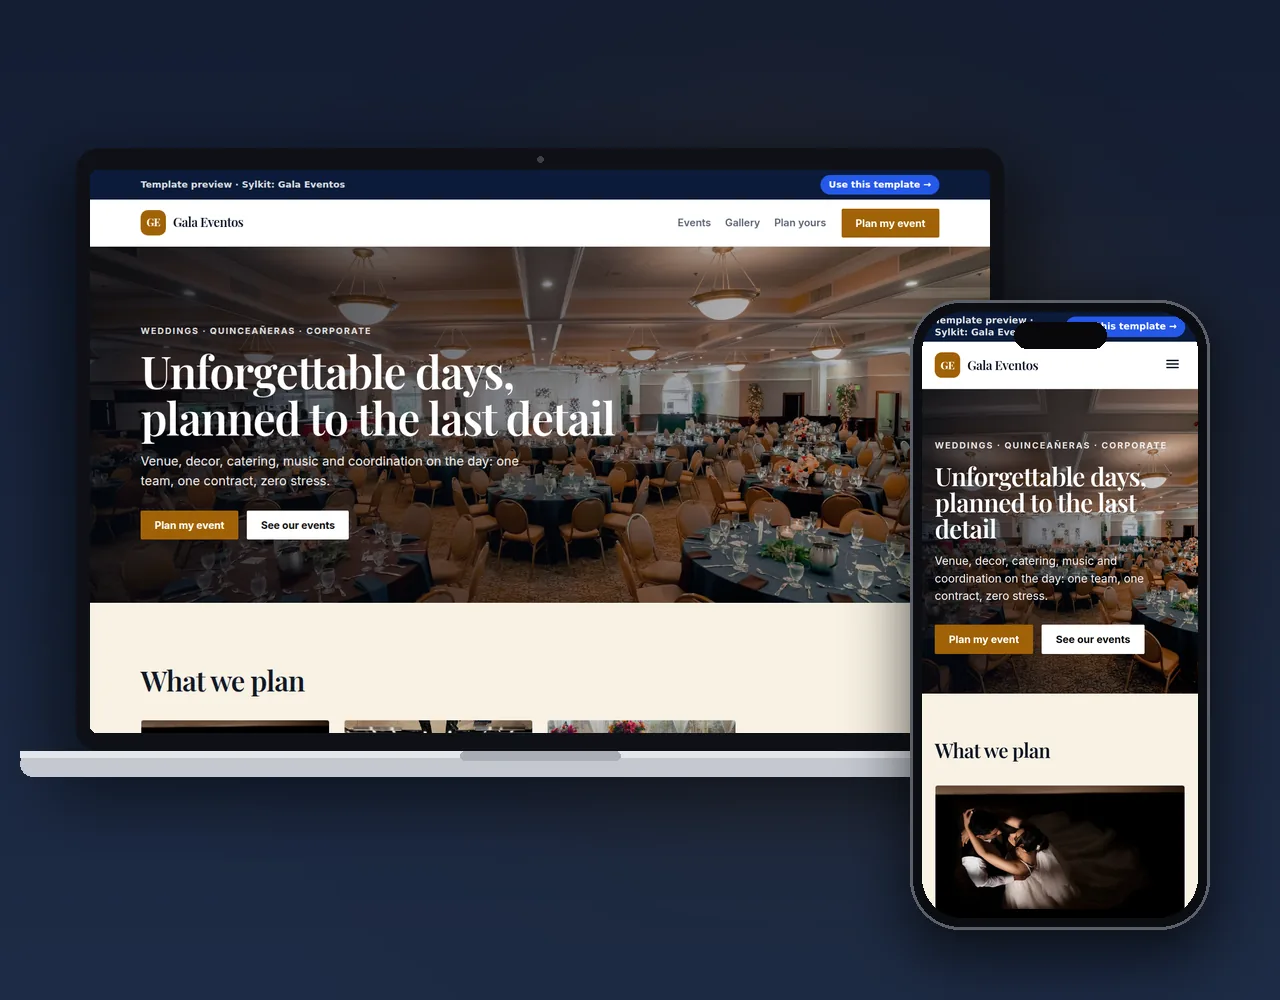 Template preview · Sylkit: Gala Eventos
Use this template →
GE
Gala Eventos
Events
Gallery
Plan yours
Plan my event
WEDDINGS · QUINCEAÑERAS · CORPORATE
Unforgettable days,
planned to the last detail
Venue, decor, catering, music and coordination on the day: one
team, one contract, zero stress.
Plan my event
See our events
What we plan
preview ·
Sylkit: Gala
template →
GE
Gala Eventos
WEDDINGS · QUINCEAÑERAS · CORPORATE
Unforgettable days,
planned to the last
detail
Venue, decor, catering, music and
coordination on the day: one team, one
contract, zero stress.
Plan my event
See our events
What we plan